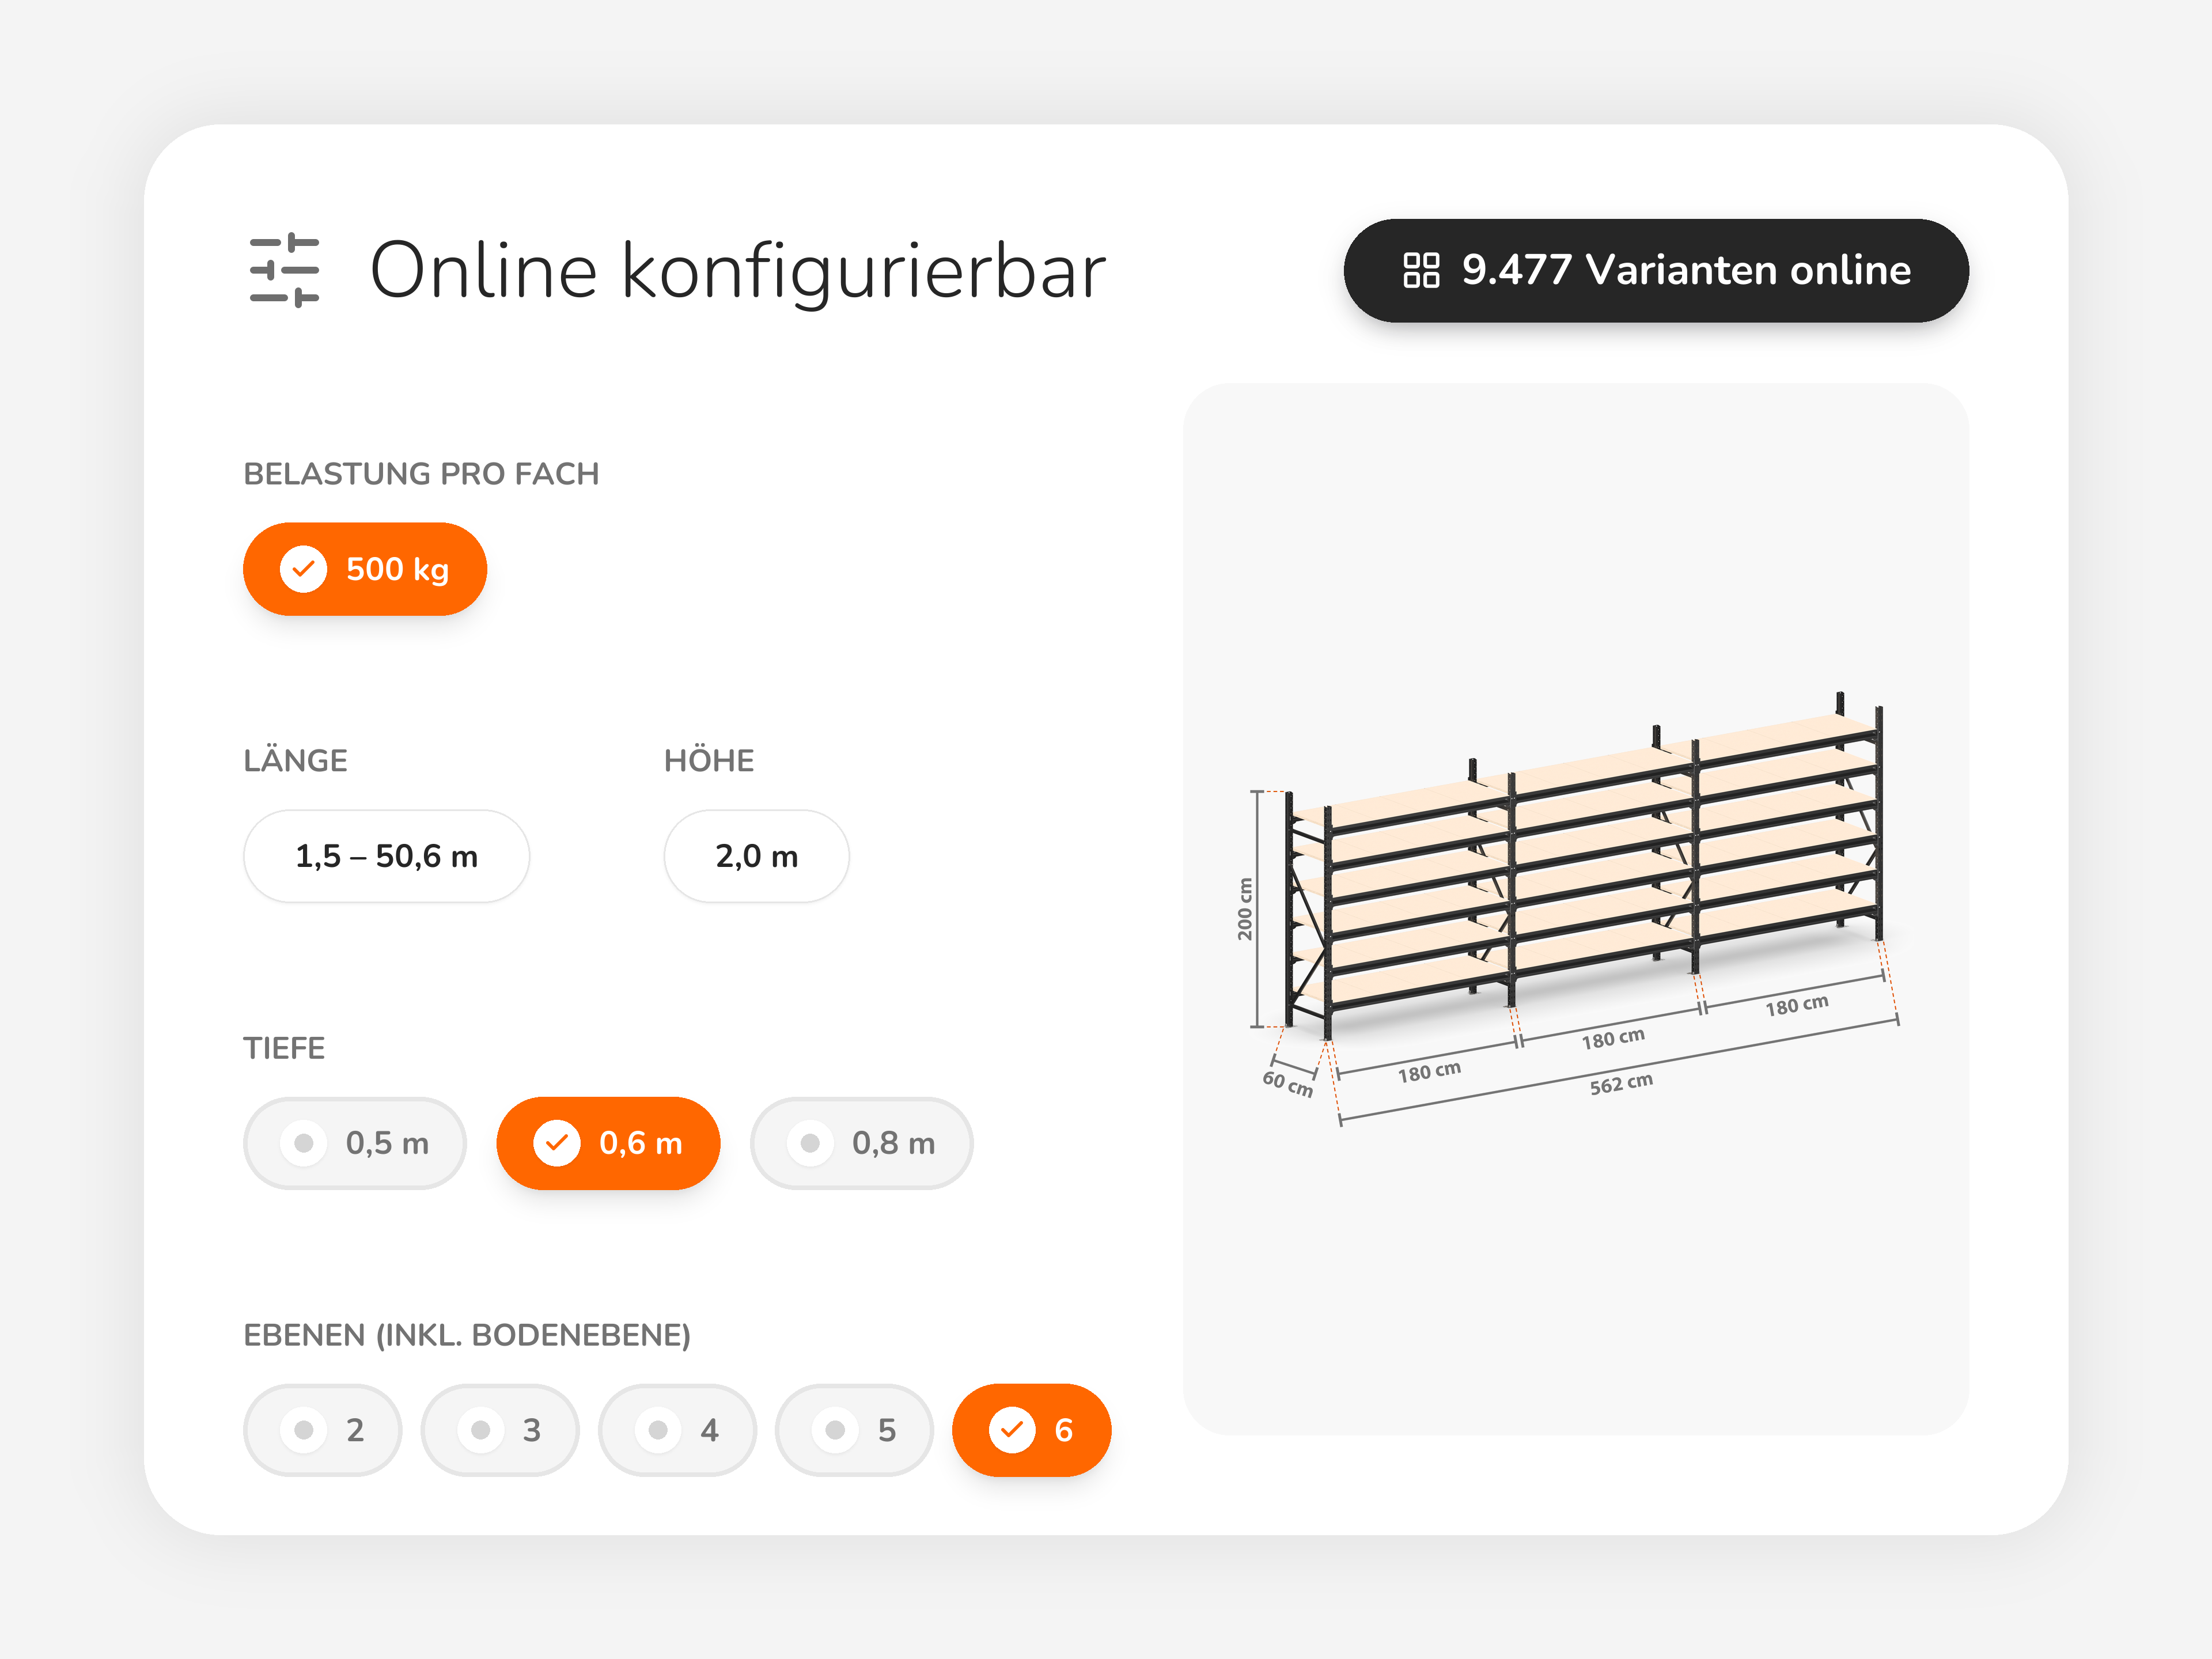 Online konfigurierbar
9.477 Varianten online
BELASTUNG PRO FACH
500 kg
LÄNGE
HÖHE
1,5 – 50,6 m
2,0 m
TIEFE
0,5 m
0,6 m
0,8 m
EBENEN (INKL. BODENEBENE)
2
3
4
5
6
200 cm
60 cm
180 cm
180 cm
180 cm
562 cm